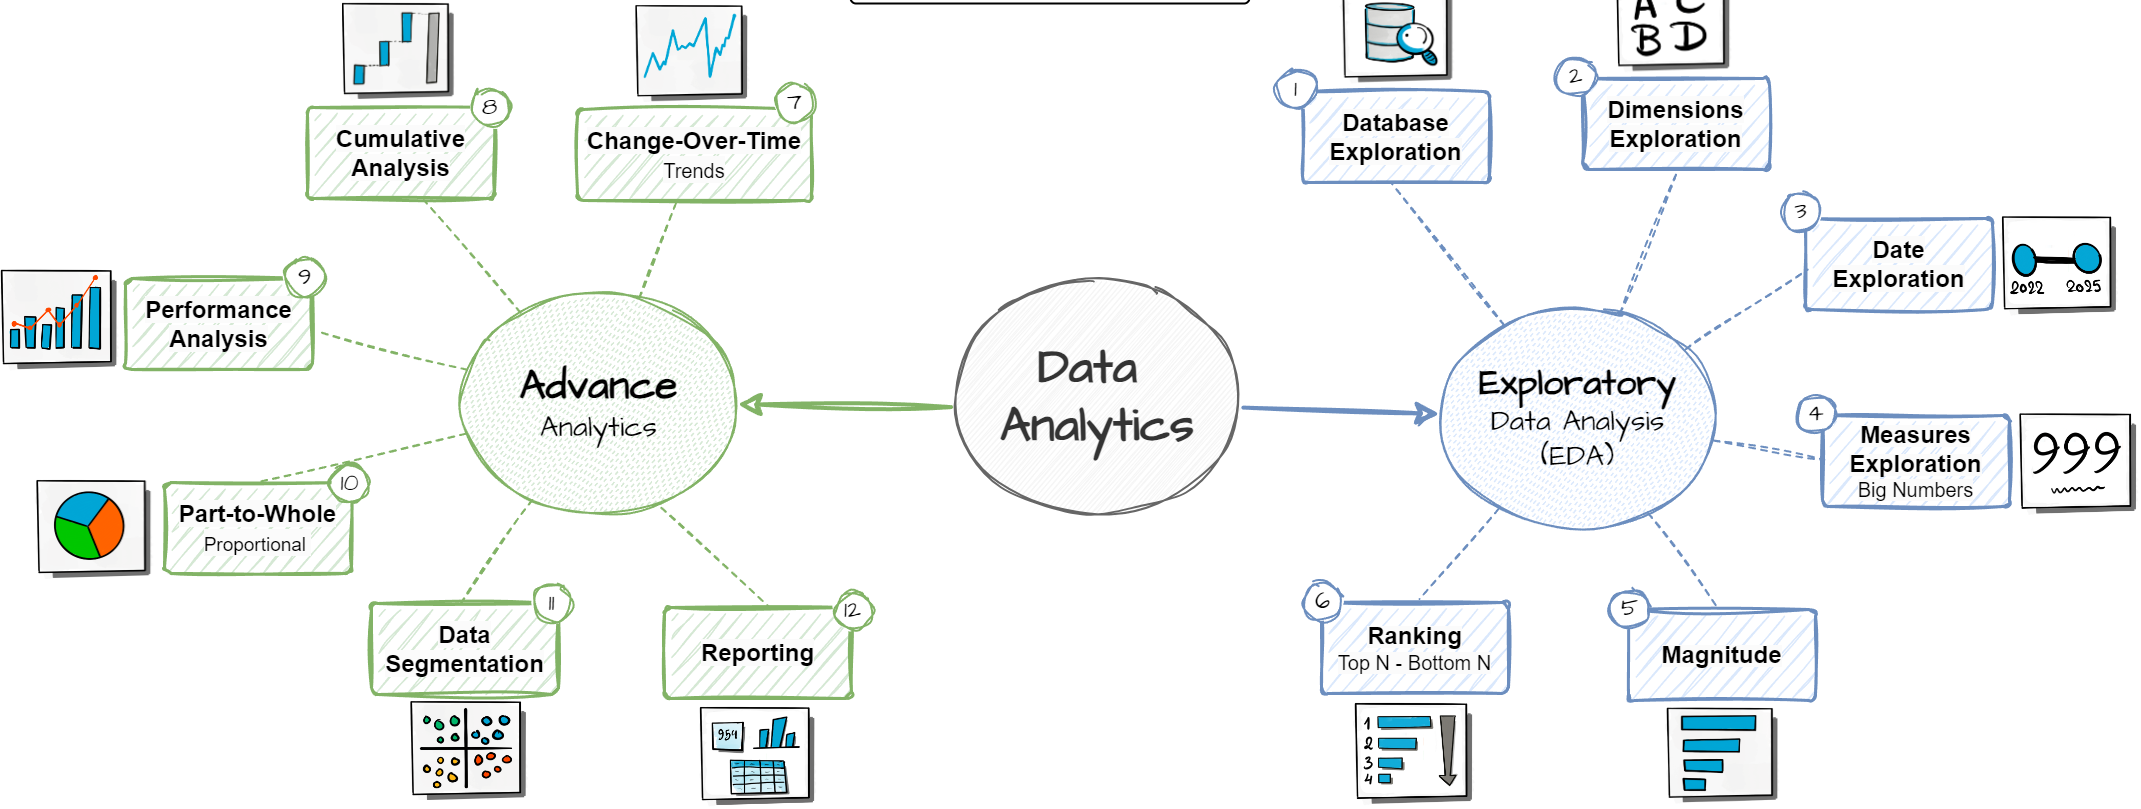 8
Cumulative
Analysis
7
Change-Over-Time
Trends
9
Performance
Analysis
Advance
Analytics
10
Part-to-Whole
Proportional
11
Data
Segmentation
12
Reporting
954
Data
Analytics
1
Database
Exploration
A C
B D
2
Dimensions
Exploration
3
Date
Exploration
2022 2025
Exploratory
Data Analysis
(EDA)
4
Measures
Exploration
Big Numbers
999
6
Ranking
Top N - Bottom N
1
2
3
4
5
Magnitude